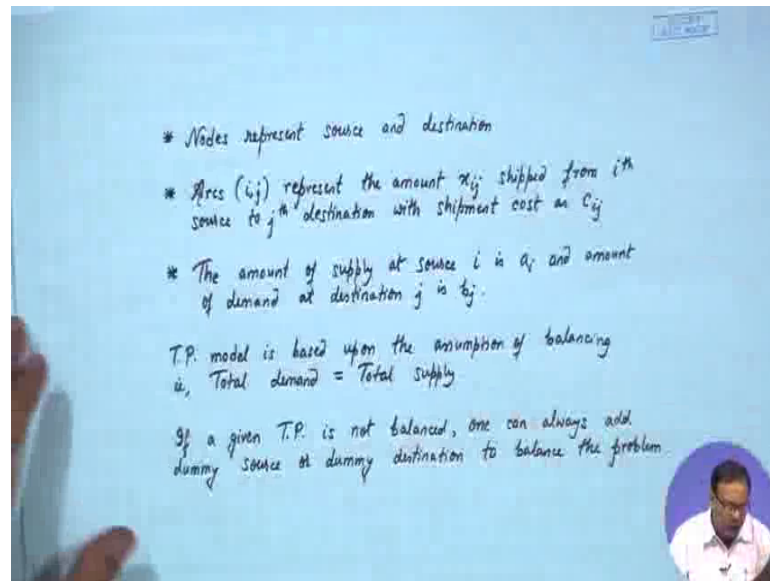 * Nodes represent source and destination
* Arcs (i,j) represent the amount xij shipped from ith
source to jth destination with shipment cost as Cij
* The amount of supply at source i is ai and amount
of demand at destination j is bj.
T.P. model is based upon the assumption of balancing
ie, Total demand = Total supply
If a given T.P. is not balanced, one can always add
dummy source or dummy destination to balance the problem.